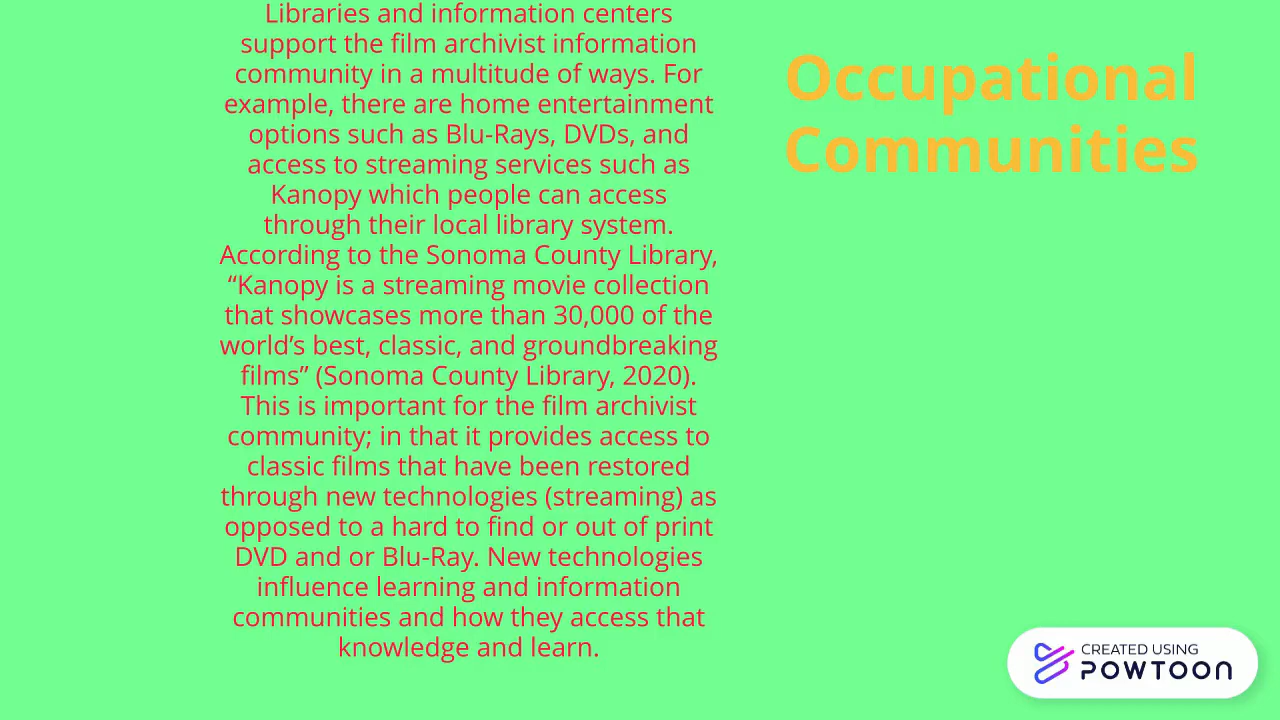 Libraries and information centers
support the film archivist information
community in a multitude of ways. For
example, there are home entertainment
options such as Blu-Rays, DVDs, and
access to streaming services such as
Kanopy which people can access
through their local library system.
According to the Sonoma County Library,
“Kanopy is a streaming movie collection
that showcases more than 30,000 of the
world’s best, classic, and groundbreaking
films” (Sonoma County Library, 2020).
This is important for the film archivist
community; in that it provides access to
classic films that have been restored
through new technologies (streaming) as
opposed to a hard to find or out of print
DVD and or Blu-Ray. New technologies
influence learning and information
communities and how they access that
knowledge and learn.
Occupational
Communities
CREATED USING
POWTOON